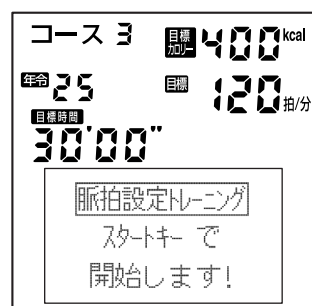 コース 3
目標カロリー 400 kcal
年令 25
目標 120 拍/分
目標時間
30'00"
脈拍設定トレーニング
スタートキー で
開始します!